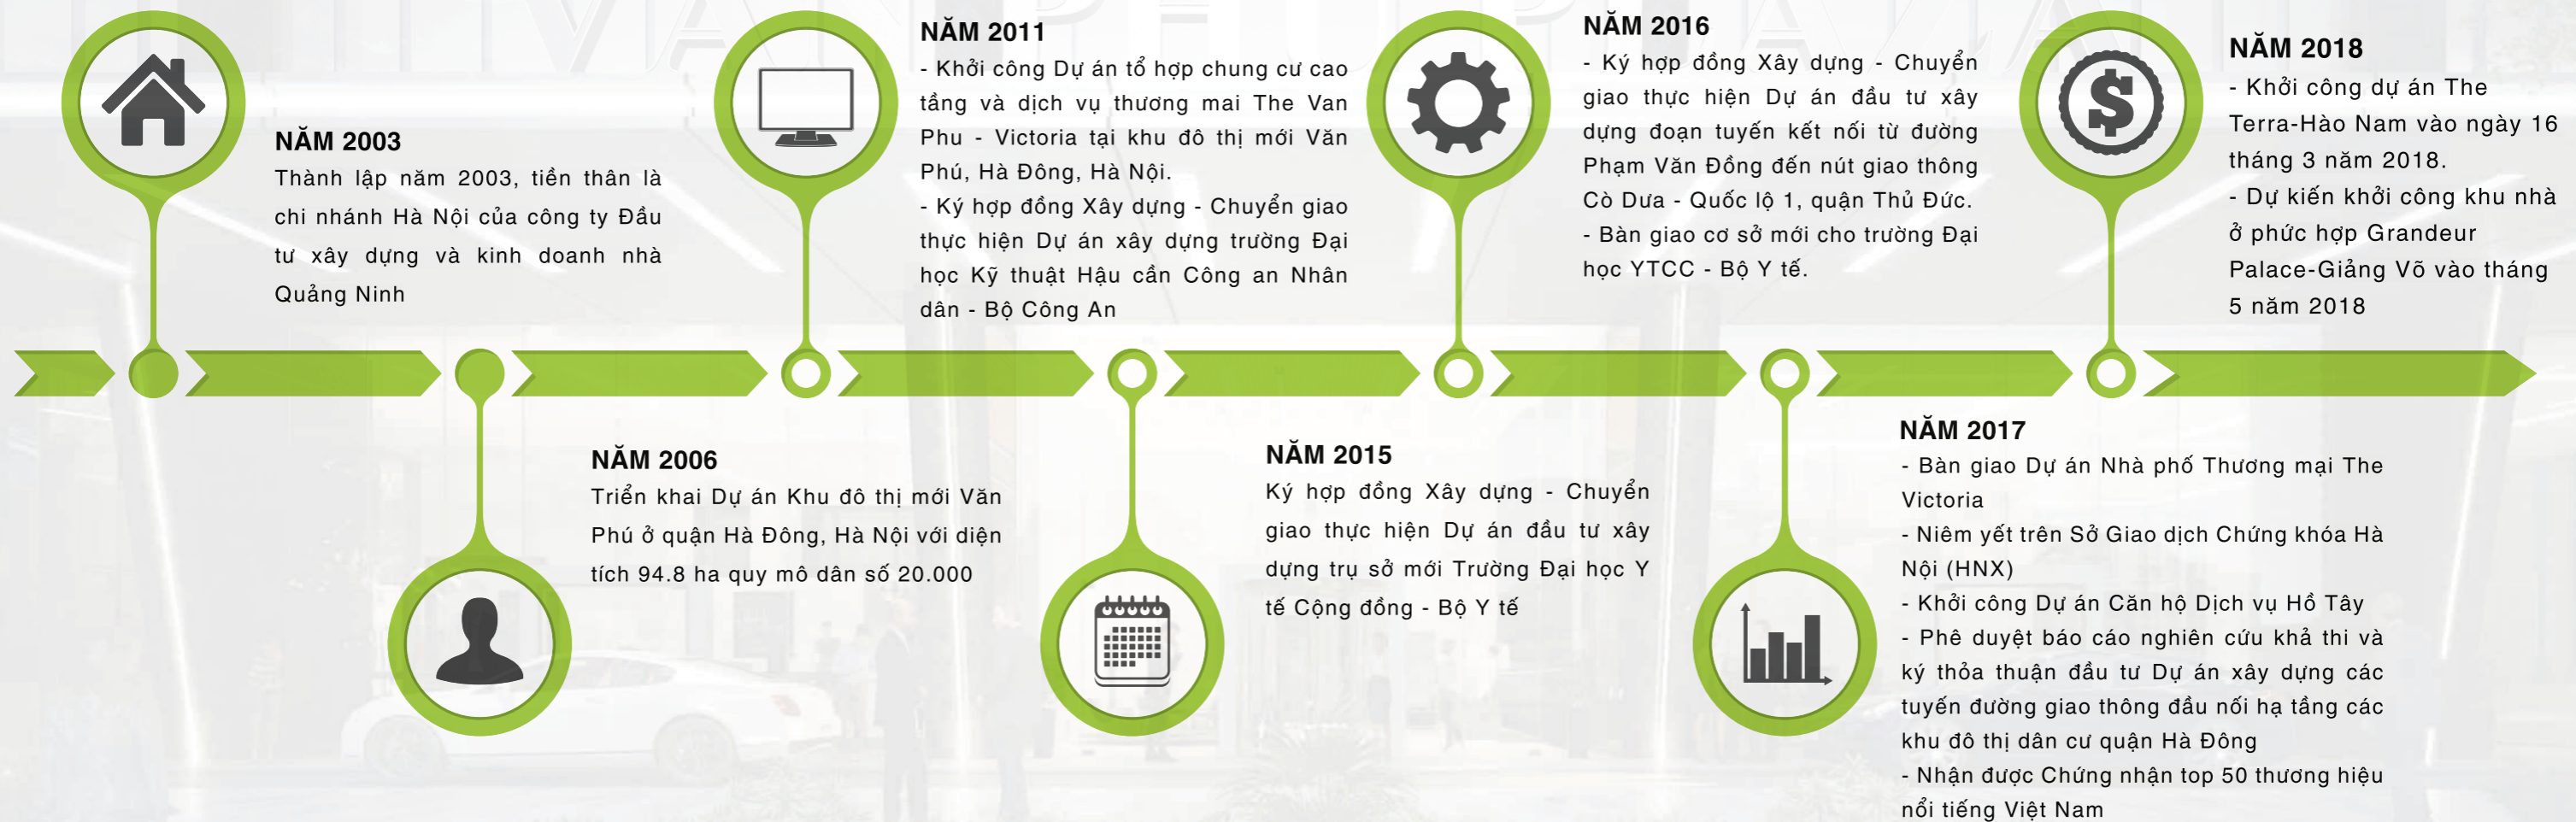 VAN PHU PLAZA
NĂM 2003
Thành lập năm 2003, tiền thân là
chi nhánh Hà Nội của công ty Đầu
tư xây dựng và kinh doanh nhà
Quảng Ninh
NĂM 2006
Triển khai Dự án Khu đô thị mới Văn
Phú ở quận Hà Đông, Hà Nội với diện
tích 94.8 ha quy mô dân số 20.000
NĂM 2011
- Khởi công Dự án tổ hợp chung cư cao
tầng và dịch vụ thương mai The Van
Phu - Victoria tại khu đô thị mới Văn
Phú, Hà Đông, Hà Nội.
- Ký hợp đồng Xây dựng - Chuyển giao
thực hiện Dự án xây dựng trường Đại
học Kỹ thuật Hậu cần Công an Nhân
dân - Bộ Công An
NĂM 2015
Ký hợp đồng Xây dựng - Chuyển
giao thực hiện Dự án đầu tư xây
dựng trụ sở mới Trường Đại học Y
tế Cộng đồng - Bộ Y tế
NĂM 2016
- Ký hợp đồng Xây dựng - Chuyển
giao thực hiện Dự án đầu tư xây
dựng đoạn tuyến kết nối từ đường
Phạm Văn Đồng đến nút giao thông
Cò Dưa - Quốc lộ 1, quận Thủ Đức.
- Bàn giao cơ sở mới cho trường Đại
học YTCC - Bộ Y tế.
NĂM 2017
- Bàn giao Dự án Nhà phố Thương mại The
Victoria
- Niêm yết trên Sở Giao dịch Chứng khóa Hà
Nội (HNX)
- Khởi công Dự án Căn hộ Dịch vụ Hồ Tây
- Phê duyệt báo cáo nghiên cứu khả thi và
ký thỏa thuận đầu tư Dự án xây dựng các
tuyến đường giao thông đầu nối hạ tầng các
khu đô thị dân cư quận Hà Đông
- Nhận được Chứng nhận top 50 thương hiệu
nổi tiếng Việt Nam
NĂM 2018
- Khởi công dự án The
Terra-Hào Nam vào ngày 16
tháng 3 năm 2018.
- Dự kiến khởi công khu nhà
ở phức hợp Grandeur
Palace-Giảng Võ vào tháng
5 năm 2018